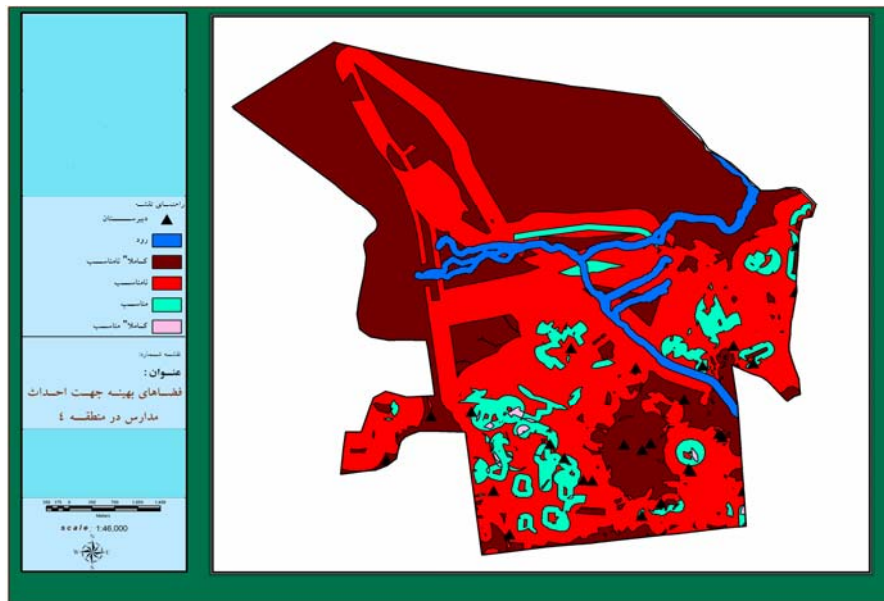 راهنمای نقشه
دبیرستان
رود
کاملا" نامناسب
نامناسب
مناسب
کاملا" مناسب
نقشه شماره:
عنوان :
فضاهای بهینه جهت احداث
مدارس در منطقه ٤
Meters
scale: 1:46,000